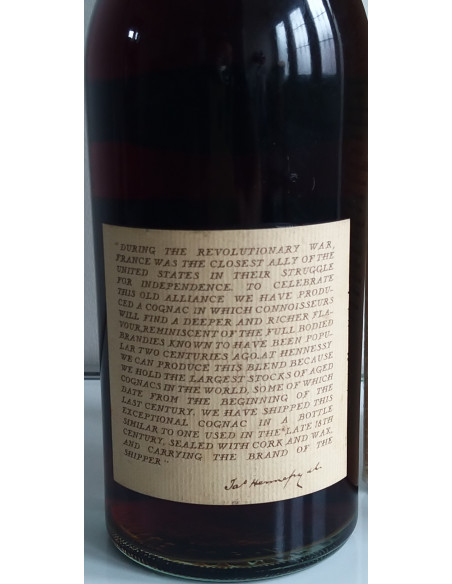 "DURING THE REVOLUTIONARY WAR,
FRANCE WAS THE CLOSEST ALLY OF THE
UNITED STATES IN THEIR STRUGGLE
FOR INDEPENDENCE. TO CELEBRATE
THIS OLD ALLIANCE WE HAVE PRODU-
CED A COGNAC IN WHICH CONNOISSEURS
WILL FIND A DEEPER AND RICHER FLA-
VOUR, REMINISCENT OF THE FULL BODIED
BRANDIES KNOWN TO HAVE BEEN POPU-
LAR TWO CENTURIES AGO. AT HENNESSY
WE CAN PRODUCE THIS BLEND BECAUSE
WE HOLD THE LARGEST STOCKS OF AGED
COGNACS IN THE WORLD, SOME OF WHICH
DATE FROM THE BEGINNING OF THE
LAST CENTURY. WE HAVE SHIPPED THIS
EXCEPTIONAL COGNAC IN A BOTTLE
SIMILAR TO ONE USED IN THE LATE 18TH
CENTURY, SEALED WITH CORK AND WAX,
AND CARRYING THE BRAND OF THE
SHIPPER"
Jas Hennessy